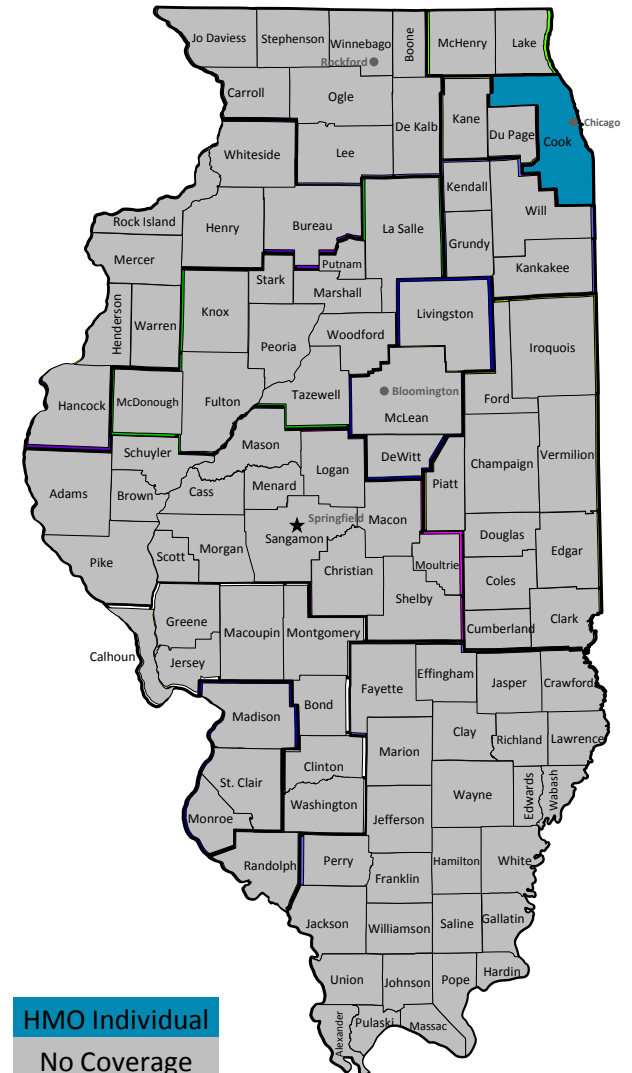 Jo Daviess
Stephenson
Winnebago
Boone
McHenry
Lake
Rockford
Carroll
Ogle
De Kalb
Kane
Du Page
Cook
Chicago
Whiteside
Lee
Kendall
Will
Rock Island
Henry
Bureau
La Salle
Grundy
Putnam
Mercer
Kankakee
Stark
Marshall
Henderson
Warren
Knox
Peoria
Woodford
Livingston
Iroquois
Ford
Hancock
McDonough
Fulton
Tazewell
Bloomington
McLean
Mason
Schuyler
Logan
DeWitt
Champaign
Vermilion
Adams
Brown
Cass
Menard
Piatt
Springfield
Macon
Sangamon
Douglas
Edgar
Pike
Scott
Morgan
Christian
Moultrie
Coles
Shelby
Greene
Macoupin
Montgomery
Cumberland
Clark
Calhoun
Jersey
Fayette
Effingham
Jasper
Crawford
Madison
Bond
Clay
Richland
Lawrence
Marion
Clinton
St. Clair
Wayne
Edwards
Wabash
Washington
Monroe
Jefferson
Randolph
Perry
Hamilton
White
Franklin
Jackson
Williamson
Saline
Gallatin
Union
Johnson
Pope
Hardin
Alexander
Pulaski
Massac
HMO Individual
No Coverage